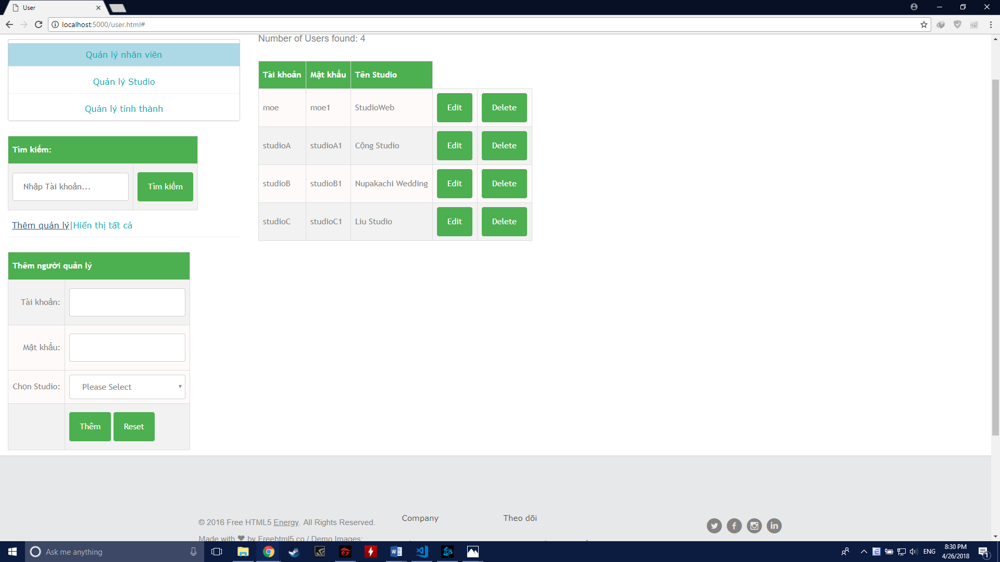 User
localhost:5000/user.html#
Number of Users found: 4
Quản lý nhân viên
Quản lý Studio
Quản lý tỉnh thành
Tìm kiếm:
Nhập Tài khoản... Tìm kiếm
Thêm quản lý|Hiển thị tất cả
Thêm người quản lý
Tài khoản:
Mật khẩu:
Chọn Studio: Please Select
Thêm Reset
Tài khoản Mật khẩu Tên Studio
moe moe1 StudioWeb Edit Delete
studioA studioA1 Cộng Studio Edit Delete
studioB studioB1 Nupakachi Wedding Edit Delete
studioC studioC1 Liu Studio Edit Delete
© 2016 Free HTML5 Energy. All Rights Reserved.
Made with ❤ by Freehtml5.co / Demo Images:
Company
Theo dõi
Ask me anything
ENG
8:30 PM
4/26/2018
1